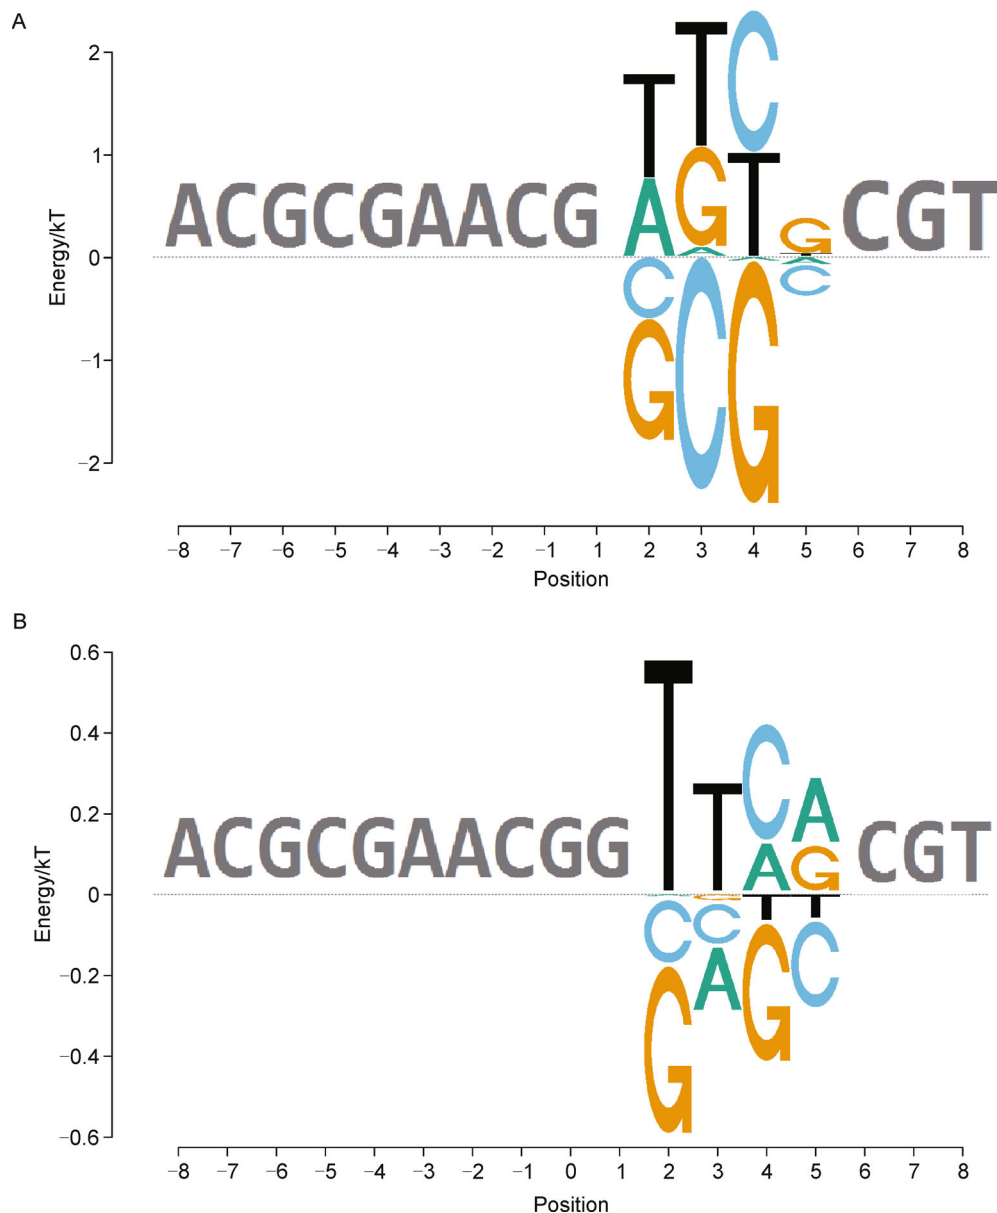 A
2
1
0
−1
−2
Energy/kT
ACGCGAACG
T
A
C
G
T
G
A
C
C
T
A
G
G
T
A
C
CGT
−8 −7 −6 −5 −4 −3 −2 −1 1 2 3 4 5 6 7 8
Position
B
0.6
0.4
0.2
0
−0.2
−0.4
−0.6
Energy/kT
ACGCGAACGG
T
A
C
G
T
G
C
A
C
A
T
G
A
G
T
C
CGT
−8 −7 −6 −5 −4 −3 −2 −1 0 1 2 3 4 5 6 7 8
Position